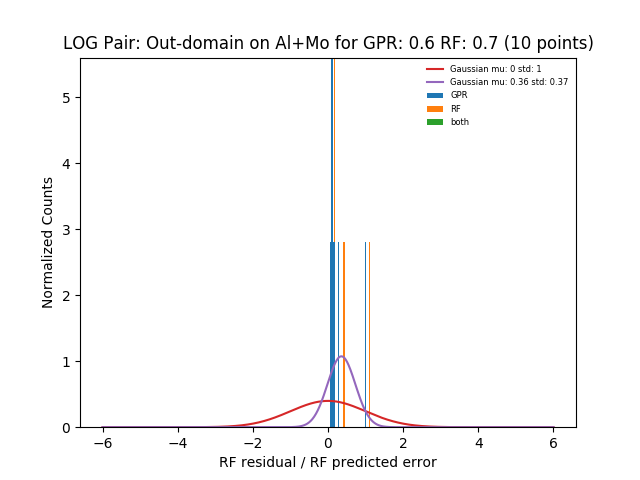 LOG Pair: Out-domain on Al+Mo for GPR: 0.6 RF: 0.7 (10 points)
Gaussian mu: 0 std: 1
Gaussian mu: 0.36 std: 0.37
GPR
RF
both
Normalized Counts
5
4
3
2
1
0
−6 −4 −2 0 2 4 6
RF residual / RF predicted error